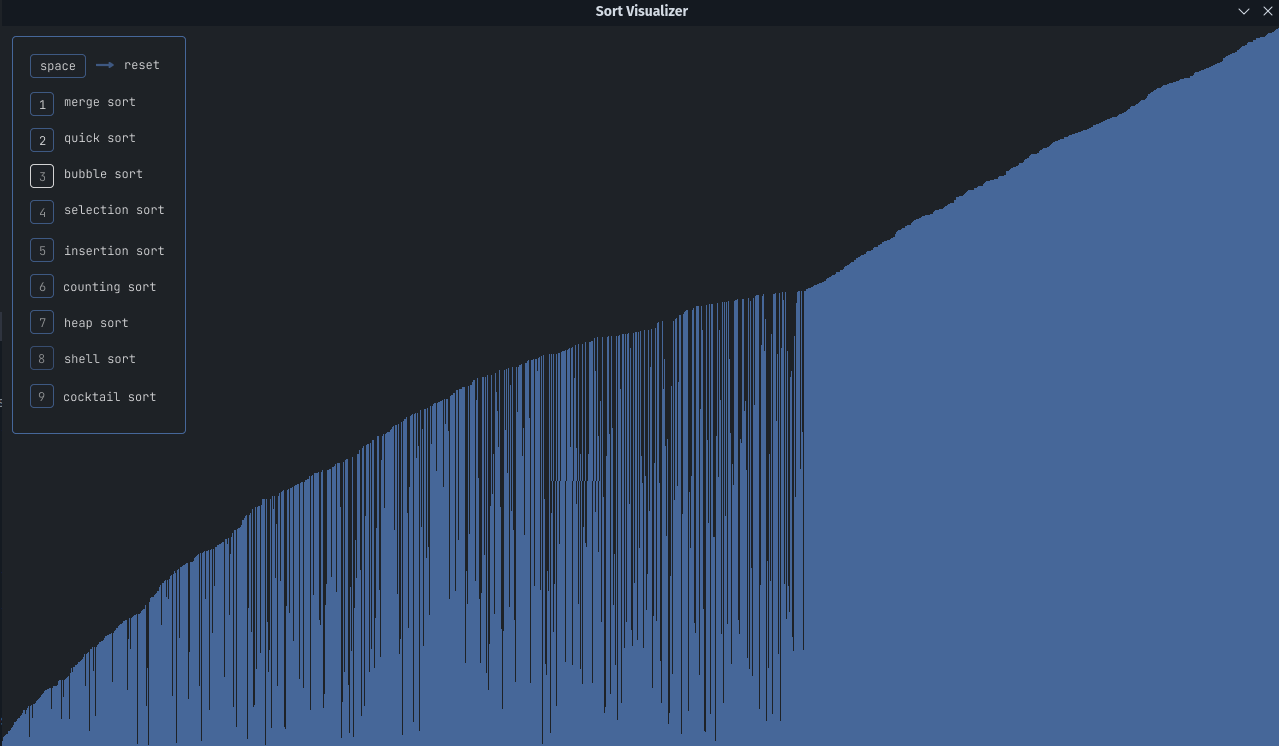 Sort Visualizer
space → reset
1 merge sort
2 quick sort
3 bubble sort
4 selection sort
5 insertion sort
6 counting sort
7 heap sort
8 shell sort
9 cocktail sort